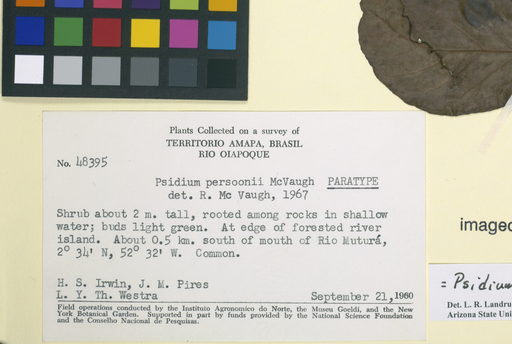 Plants Collected on a survey of
TERRITORIO AMAPA, BRASIL
RIO OIAPOQUE
No. 48395
Psidium persoonii McVaugh PARATYPE
det. R. Mc Vaugh, 1967
Shrub about 2 m. tall, rooted among rocks in shallow
water; buds light green. At edge of forested river
island. About 0.5 km. south of mouth of Rio Muturá,
2° 34' N, 52° 32' W. Common.
H. S. Irwin, J. M. Pires
L. Y. Th. Westra September 21, 1960
Field operations conducted by the Instituto Agronomico do Norte, the Museu Goeldi, and the New
York Botanical Garden. Supported in part by funds provided by the National Science Foundation
and the Conselho Nacional de Pesquisas.
imaged
= Psidium
Det. L. R. Landru
Arizona State Uni